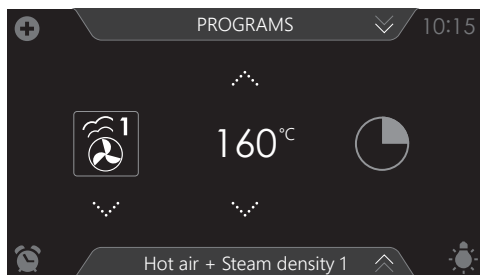 PROGRAMS
10:15
1
160°C
Hot air + Steam density 1